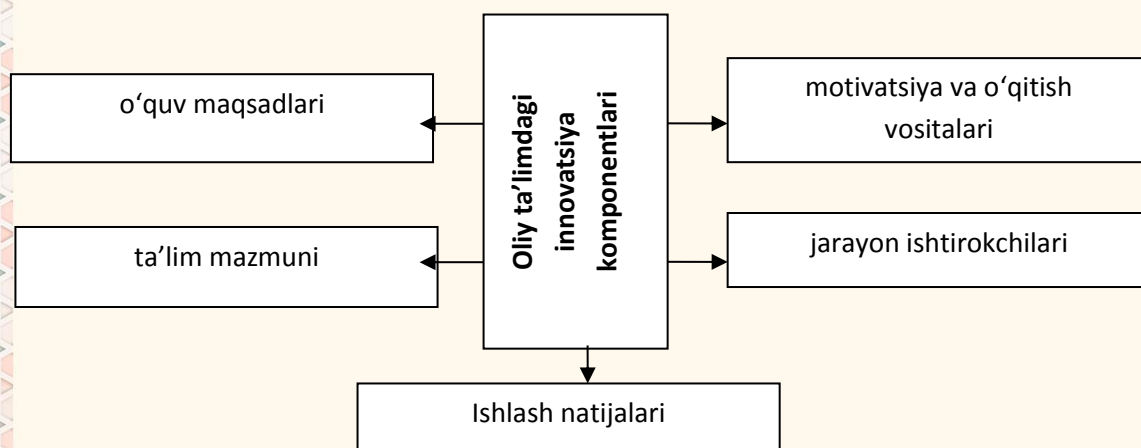 o‘quv maqsadlari
ta’lim mazmuni
Oliy ta’limdagi
innovatsiya
komponentlari
motivatsiya va o‘qitish
vositalari
jarayon ishtirokchilari
Ishlash natijalari